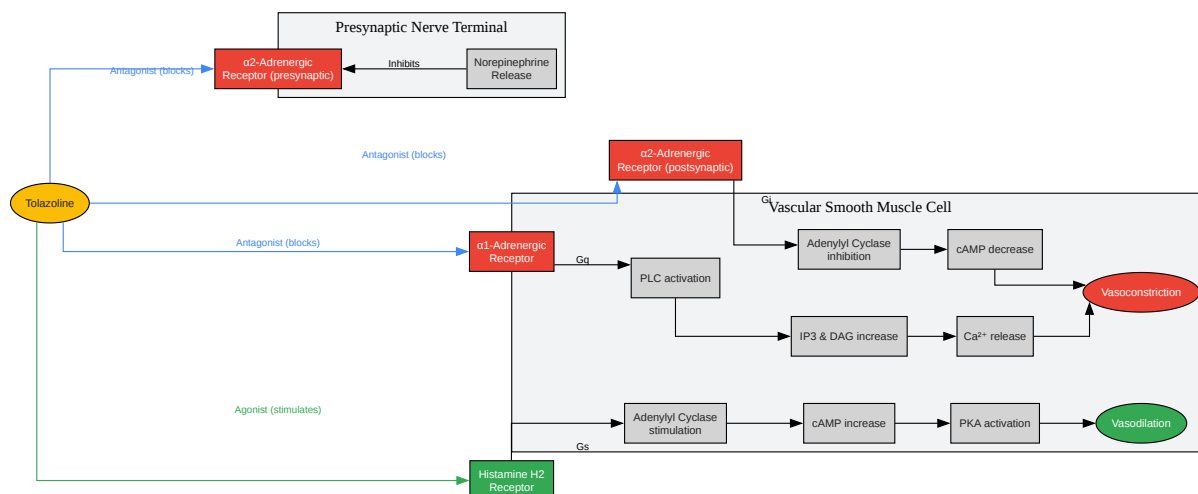 Presynaptic Nerve Terminal
α2-Adrenergic
Receptor (presynaptic)
Inhibits
Norepinephrine
Release
Antagonist (blocks)
Antagonist (blocks)
α2-Adrenergic
Receptor (postsynaptic)
Tolazoline
Gi
Vascular Smooth Muscle Cell
Antagonist (blocks)
α1-Adrenergic
Receptor
Gq
PLC activation
Adenylyl Cyclase
inhibition
cAMP decrease
Vasoconstriction
IP3 & DAG increase
Ca²⁺ release
Agonist (stimulates)
Adenylyl Cyclase
stimulation
cAMP increase
PKA activation
Vasodilation
Gs
Histamine H2
Receptor